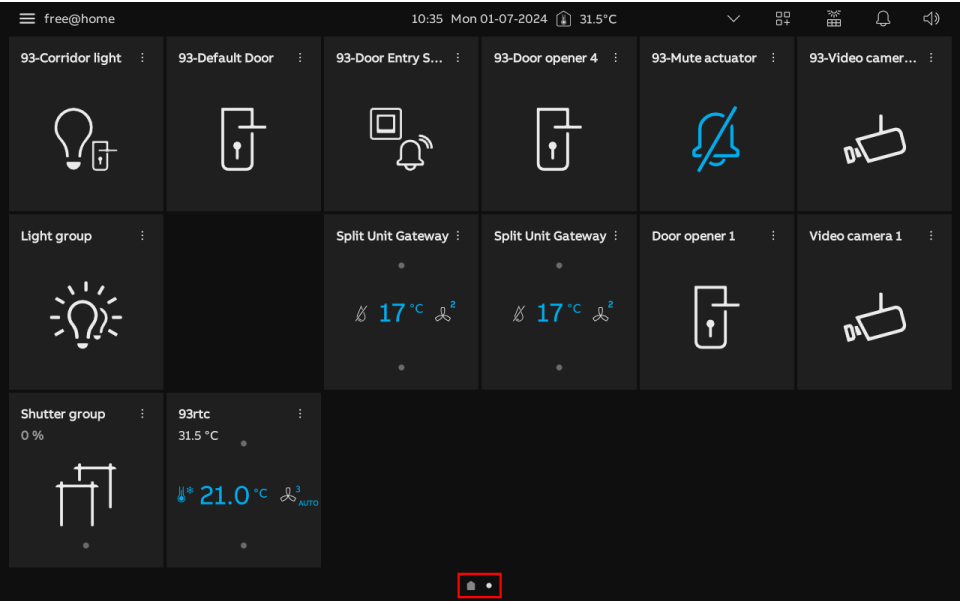 free@home
10:35 Mon 01-07-2024 31.5°C
93-Corridor light
93-Default Door
93-Door Entry S...
93-Door opener 4
93-Mute actuator
93-Video camer...
Light group
Split Unit Gateway
17 °C 2
Split Unit Gateway
17 °C 2
Door opener 1
Video camera 1
Shutter group
0 %
93rtc
31.5 °C
21.0 °C 3
AUTO